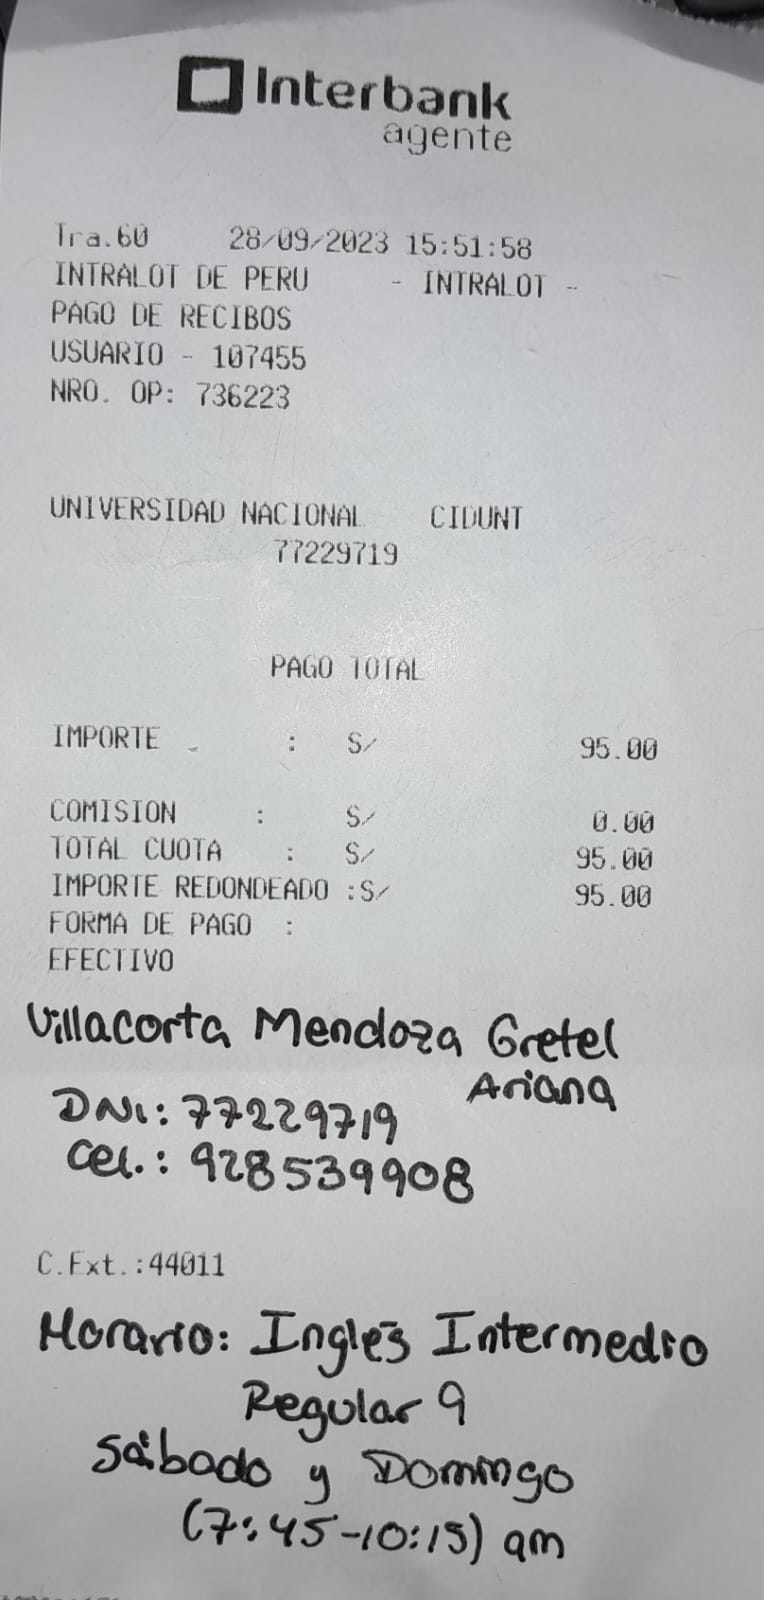 Interbank
agente
Tra.60 28/09/2023 15:51:58
INTRALOT DE PERU - INTRALOT -
PAGO DE RECIBOS
USUARIO - 107455
NRO. OP: 736223
UNIVERSIDAD NACIONAL CIDUNT
77229719
PAGO TOTAL
IMPORTE : S/ 95.00
COMISION : S/ 0.00
TOTAL CUOTA : S/ 95.00
IMPORTE REDONDEADO :S/ 95.00
FORMA DE PAGO :
EFECTIVO
Villacorta Mendoza Gretel
Ariana
DNI: 77229719
Cel.: 928539908
C.Ext.:44011
Horario: Inglés Intermedio
Regular 9
Sábado y Domingo
(7:45-10:15) am